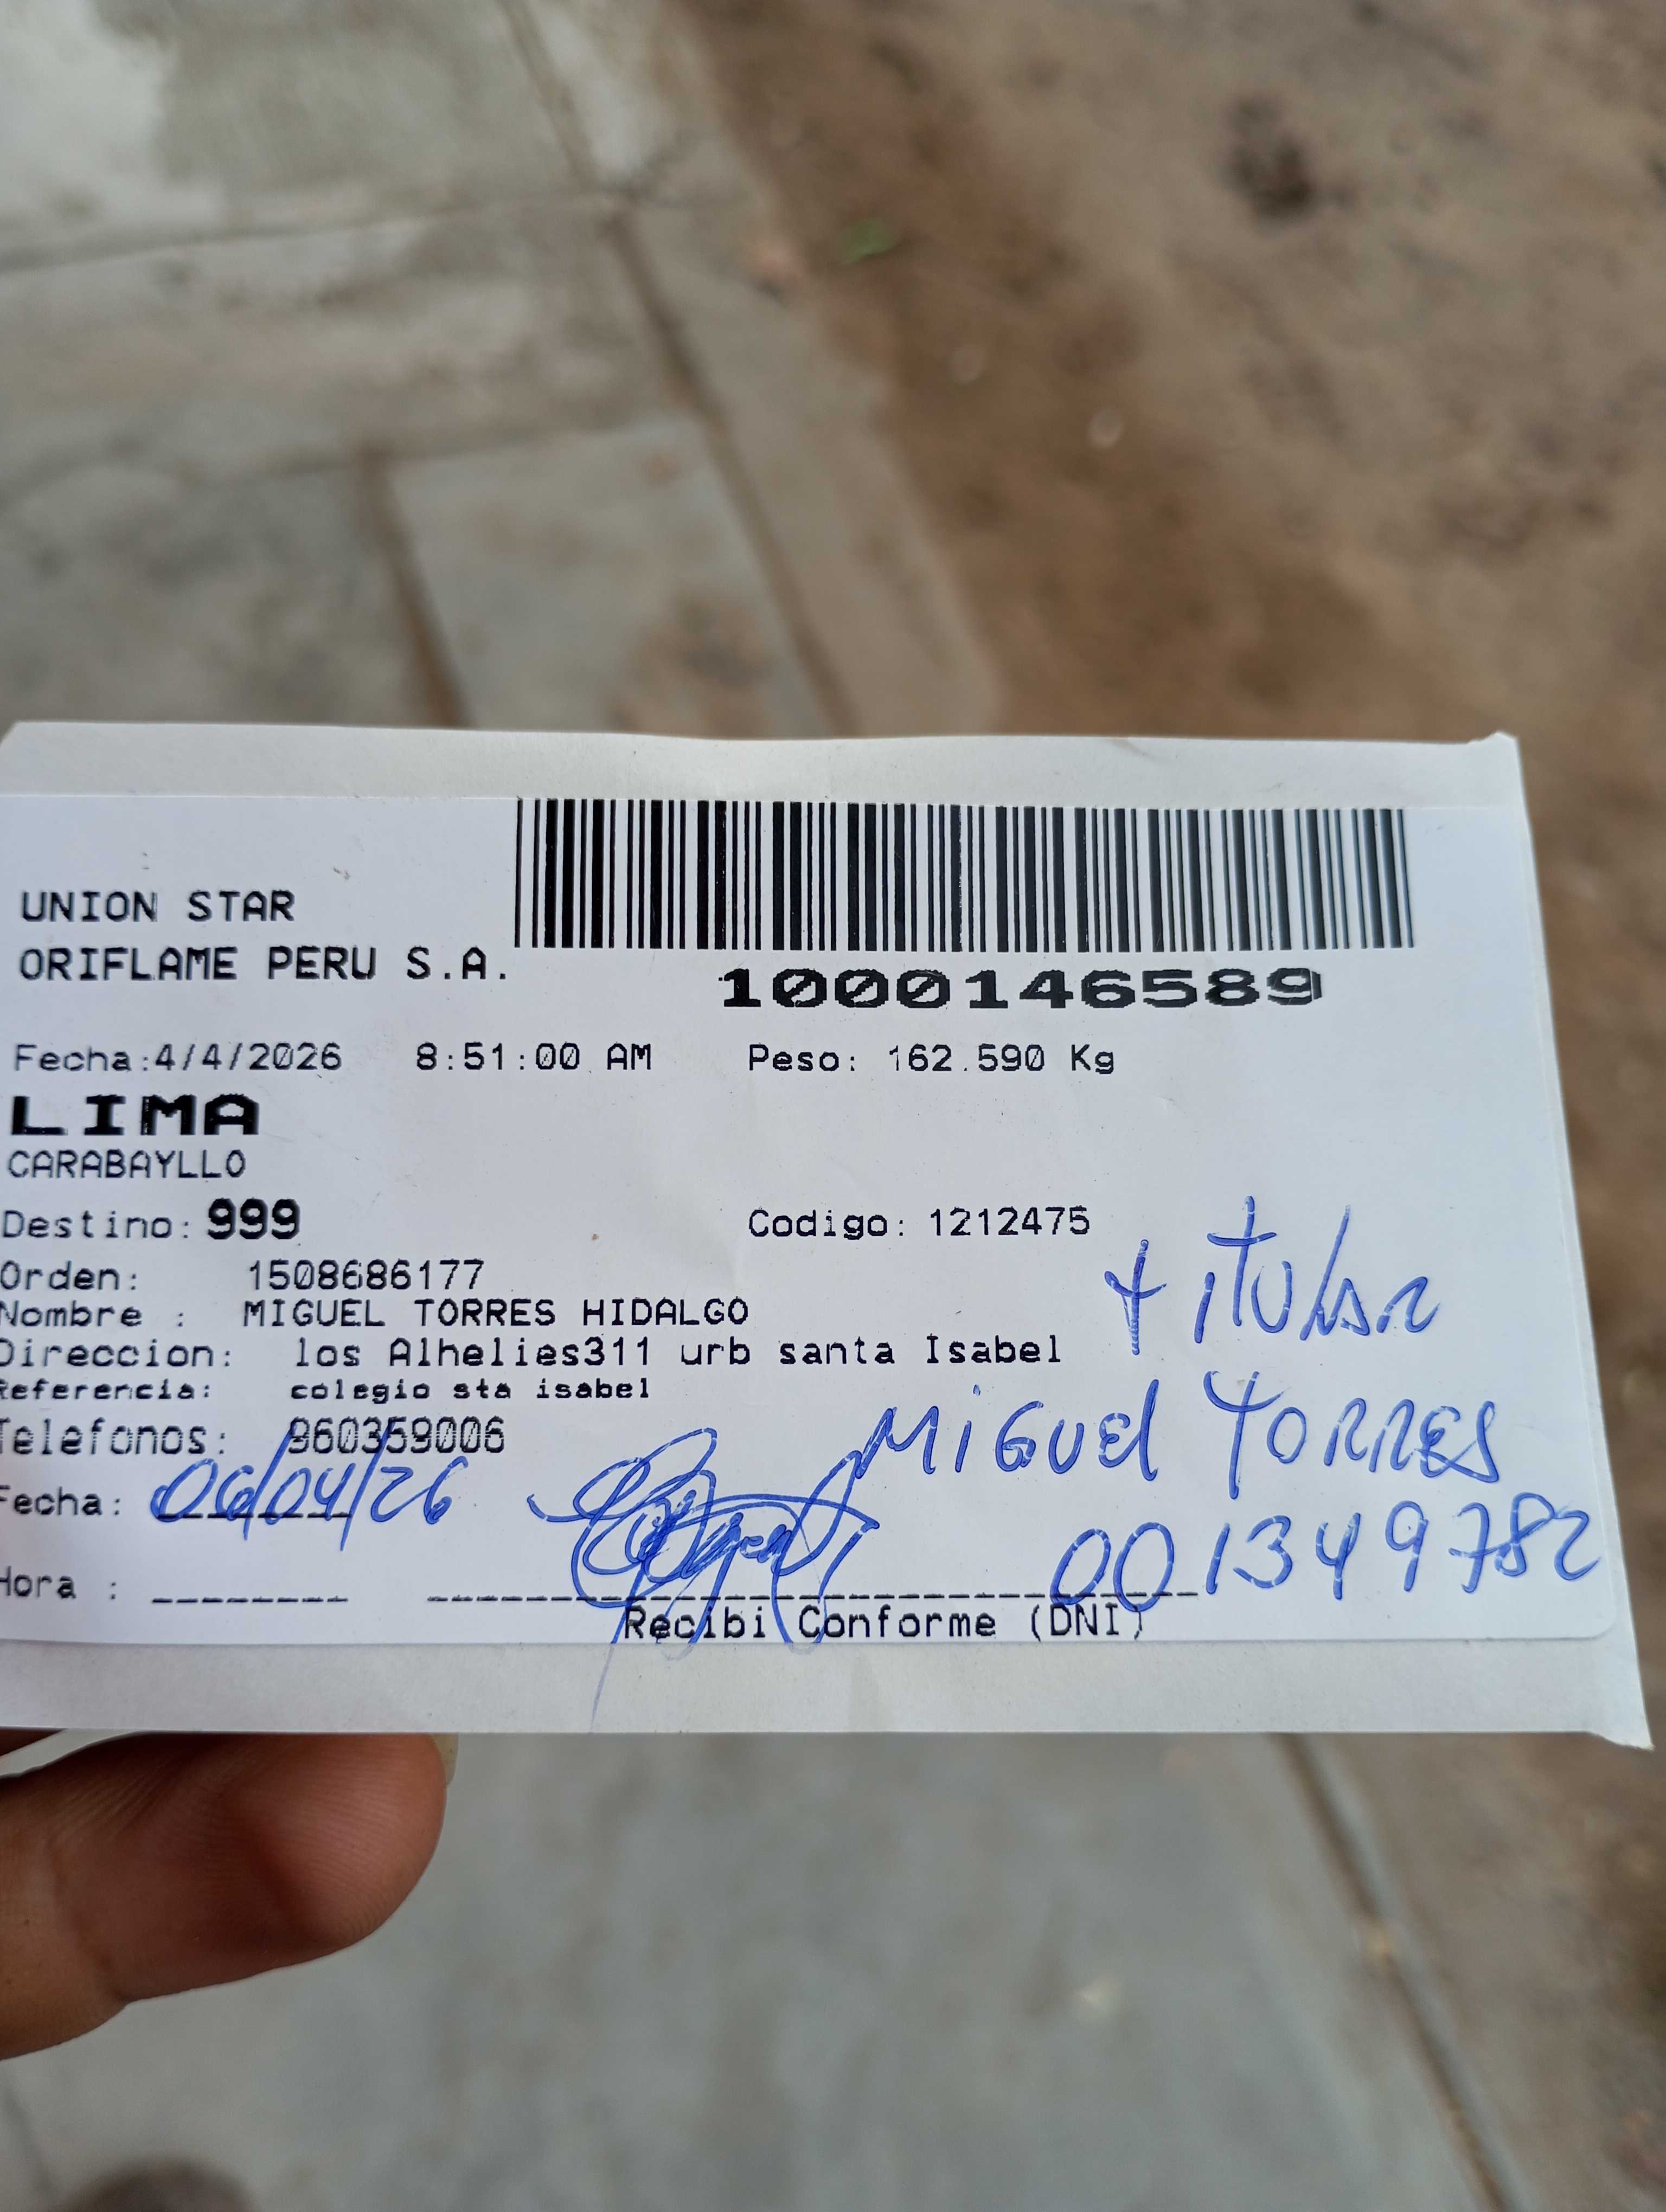 UNION STAR
ORIFLAME PERU S.A.
1000146589
Fecha:4/4/2026 8:51:00 AM Peso: 162.590 Kg
LIMA
CARABAYLLO
Destino: 999 Codigo: 1212475
Orden: 1508686177
Nombre : MIGUEL TORRES HIDALGO
Direccion: los Alhelies311 urb santa Isabel
Referencia: colegio sta isabel
Telefonos: 960359006
titular
Miguel Torres
Fecha: 06/04/26
001349782
Hora :
Recibi Conforme (DNI)